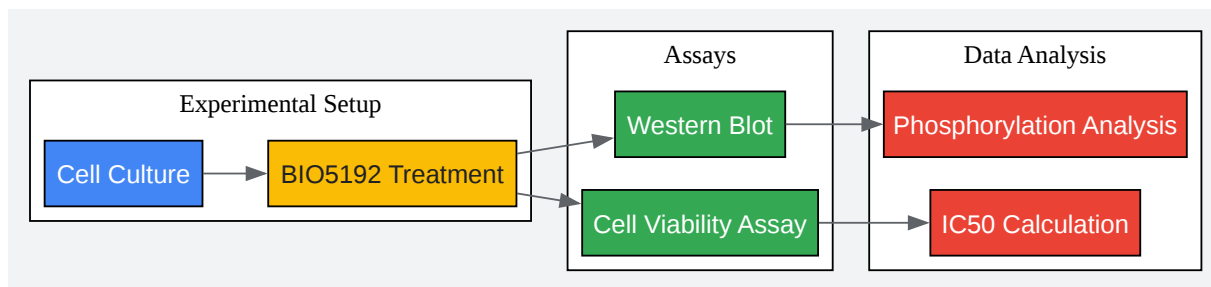 Experimental Setup
Cell Culture
BIO5192 Treatment
Assays
Western Blot
Cell Viability Assay
Data Analysis
Phosphorylation Analysis
IC50 Calculation